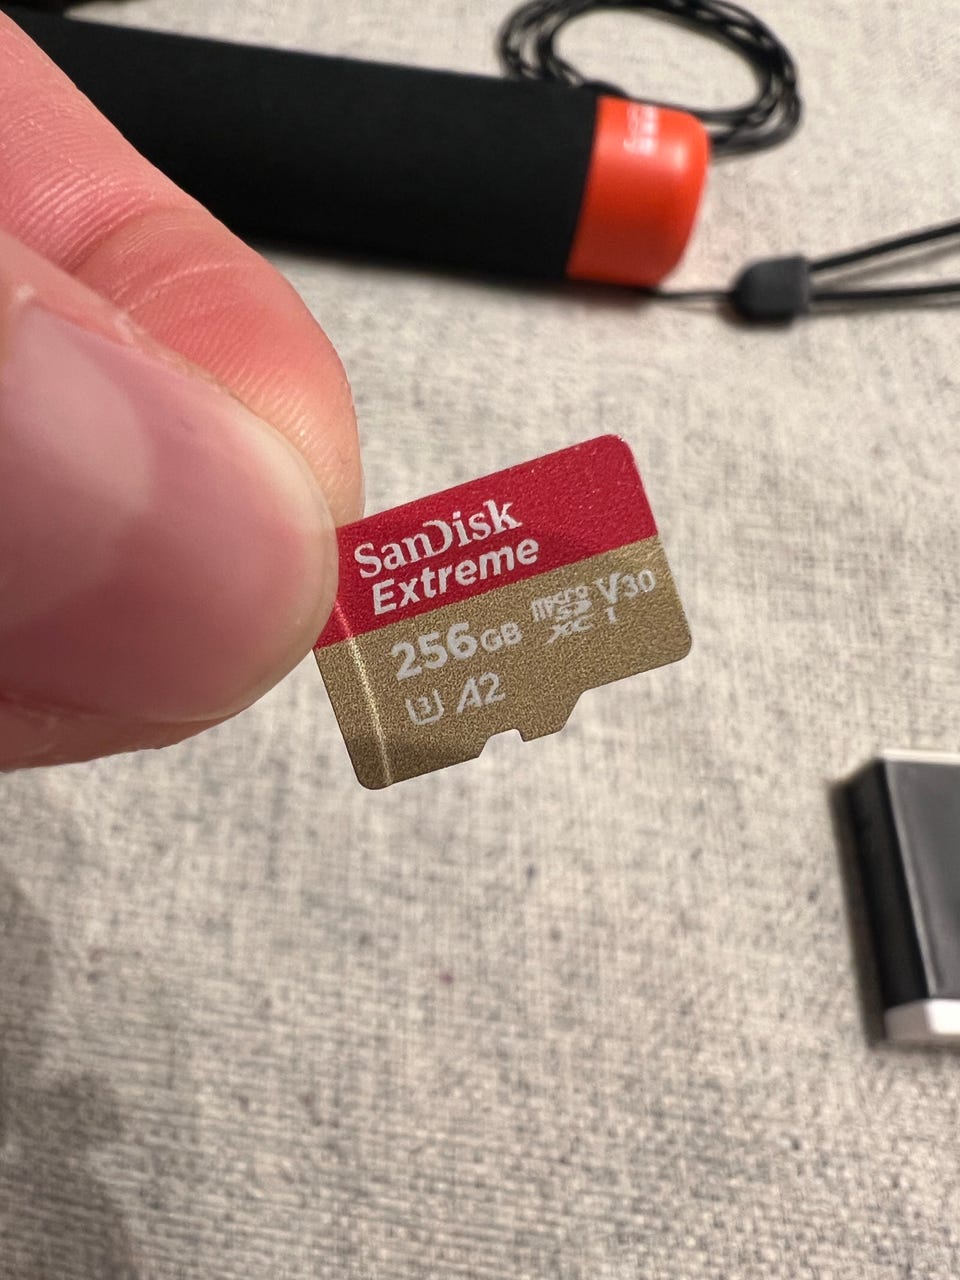 SanDisk
Extreme
256GB micro SD XC I V30
U3 A2